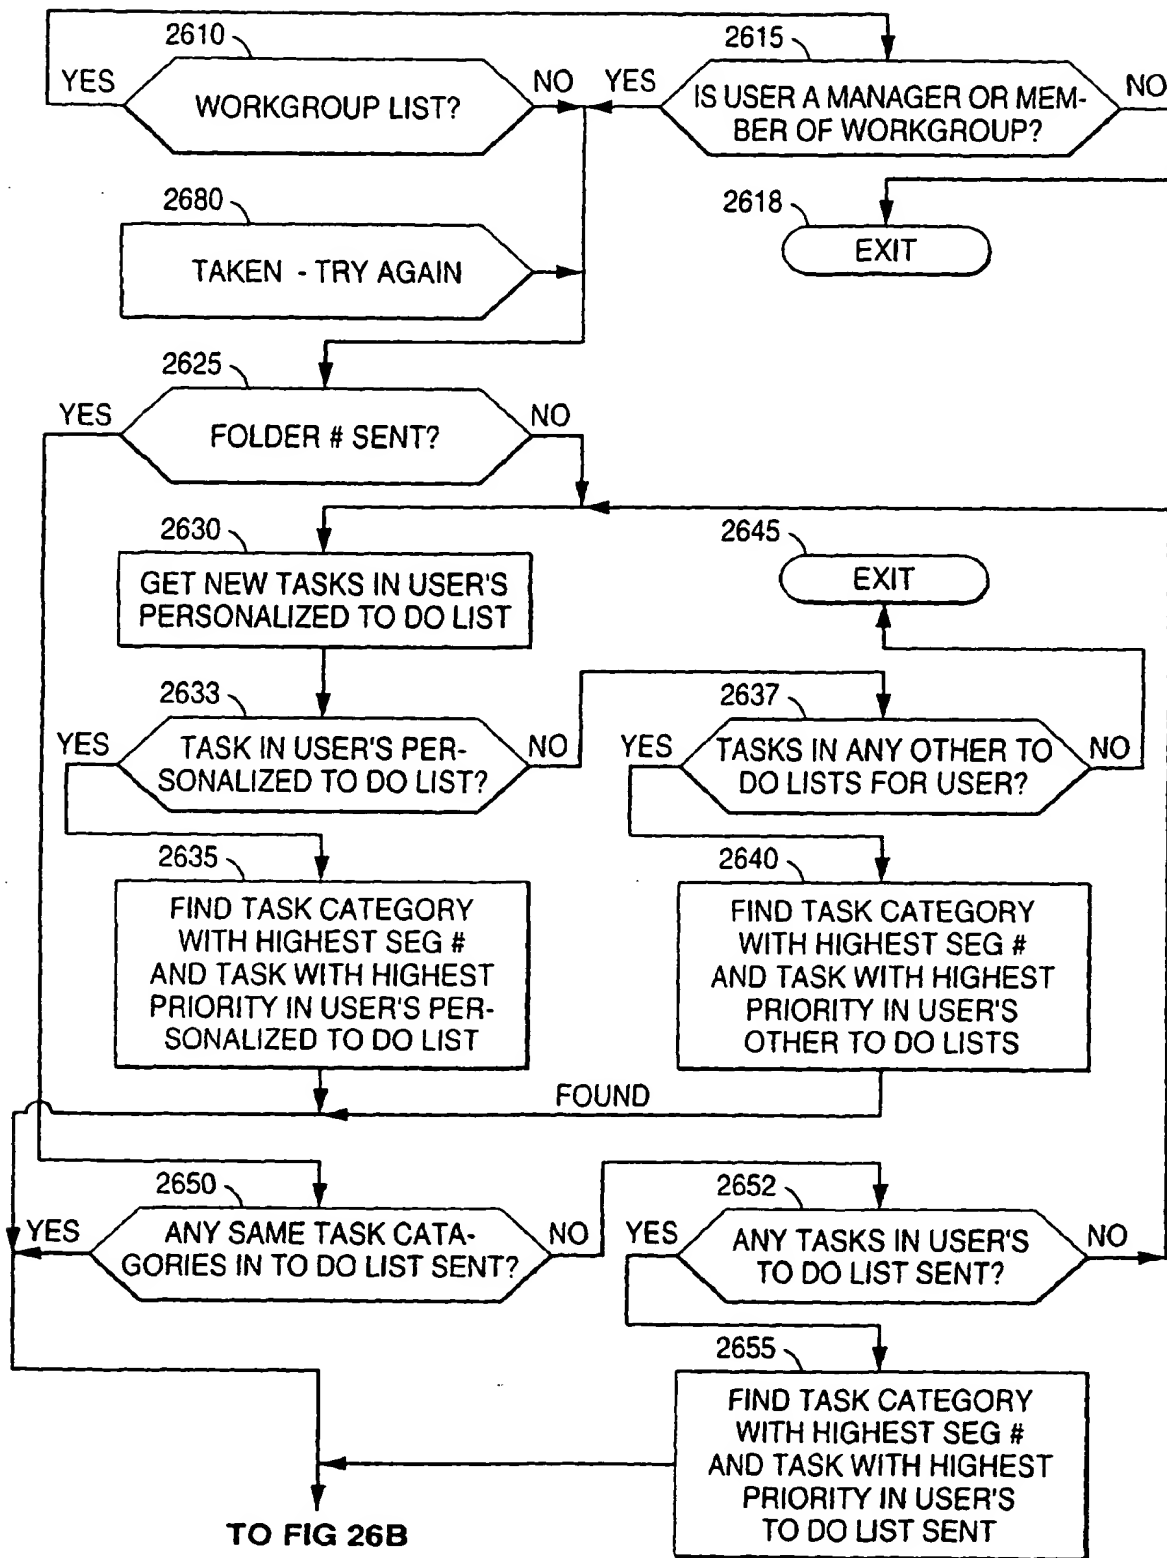 2610
YES
WORKGROUP LIST?
NO
2615
YES
IS USER A MANAGER OR MEM-
BER OF WORKGROUP?
NO
2680
TAKEN - TRY AGAIN
2618
EXIT
2625
YES
FOLDER # SENT?
NO
2630
GET NEW TASKS IN USER'S
PERSONALIZED TO DO LIST
2645
EXIT
2633
YES
TASK IN USER'S PER-
SONALIZED TO DO LIST?
NO
2637
YES
TASKS IN ANY OTHER TO
DO LISTS FOR USER?
NO
2635
FIND TASK CATEGORY
WITH HIGHEST SEG #
AND TASK WITH HIGHEST
PRIORITY IN USER'S PER-
SONALIZED TO DO LIST
2640
FIND TASK CATEGORY
WITH HIGHEST SEG #
AND TASK WITH HIGHEST
PRIORITY IN USER'S
OTHER TO DO LISTS
FOUND
2650
YES
ANY SAME TASK CATA-
GORIES IN TO DO LIST SENT?
NO
2652
YES
ANY TASKS IN USER'S
TO DO LIST SENT?
NO
2655
FIND TASK CATEGORY
WITH HIGHEST SEG #
AND TASK WITH HIGHEST
PRIORITY IN USER'S
TO DO LIST SENT
TO FIG 26B